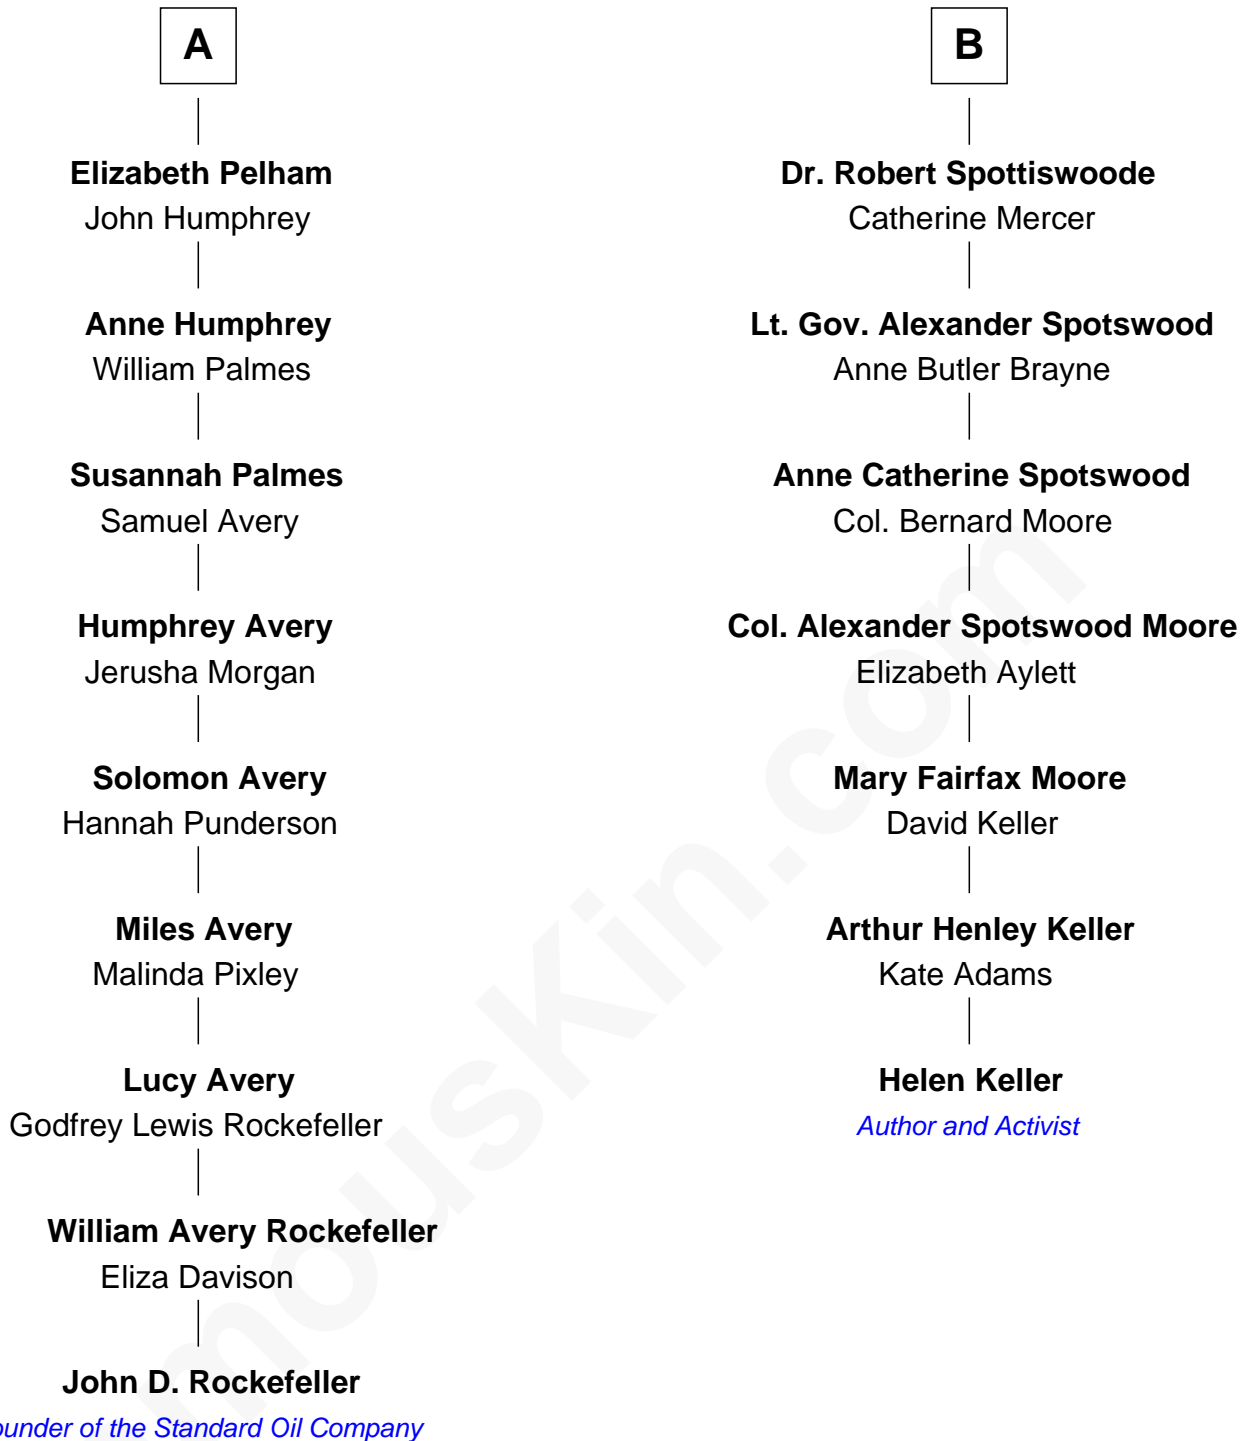 A
Elizabeth Pelham
John Humphrey
Anne Humphrey
William Palmes
Susannah Palmes
Samuel Avery
Humphrey Avery
Jerusha Morgan
Solomon Avery
Hannah Punderson
Miles Avery
Malinda Pixley
Lucy Avery
Godfrey Lewis Rockefeller
William Avery Rockefeller
Eliza Davison
John D. Rockefeller
ounder of the Standard Oil Company
B
Dr. Robert Spottiswoode
Catherine Mercer
Lt. Gov. Alexander Spotswood
Anne Butler Brayne
Anne Catherine Spotswood
Col. Bernard Moore
Col. Alexander Spotswood Moore
Elizabeth Aylett
Mary Fairfax Moore
David Keller
Arthur Henley Keller
Kate Adams
Helen Keller
Author and Activist
mousKin.com